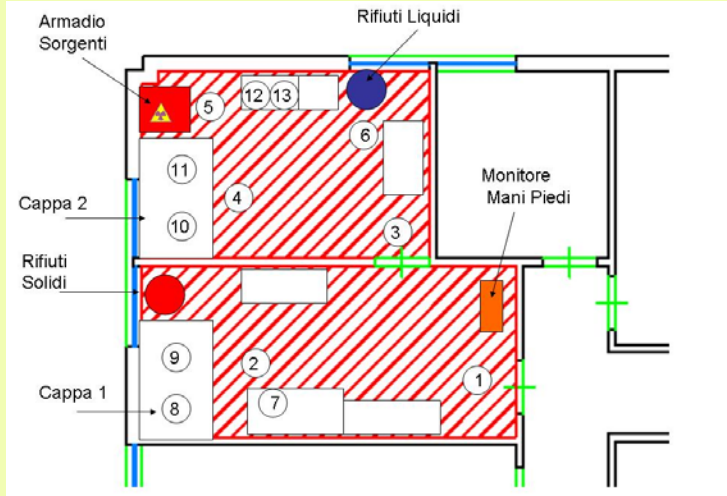 Armadio
Sorgenti
Rifiuti Liquidi
5
12
13
6
11
4
10
3
Cappa 2
Monitore
Mani Piedi
Rifiuti
Solidi
9
2
1
7
8
Cappa 1